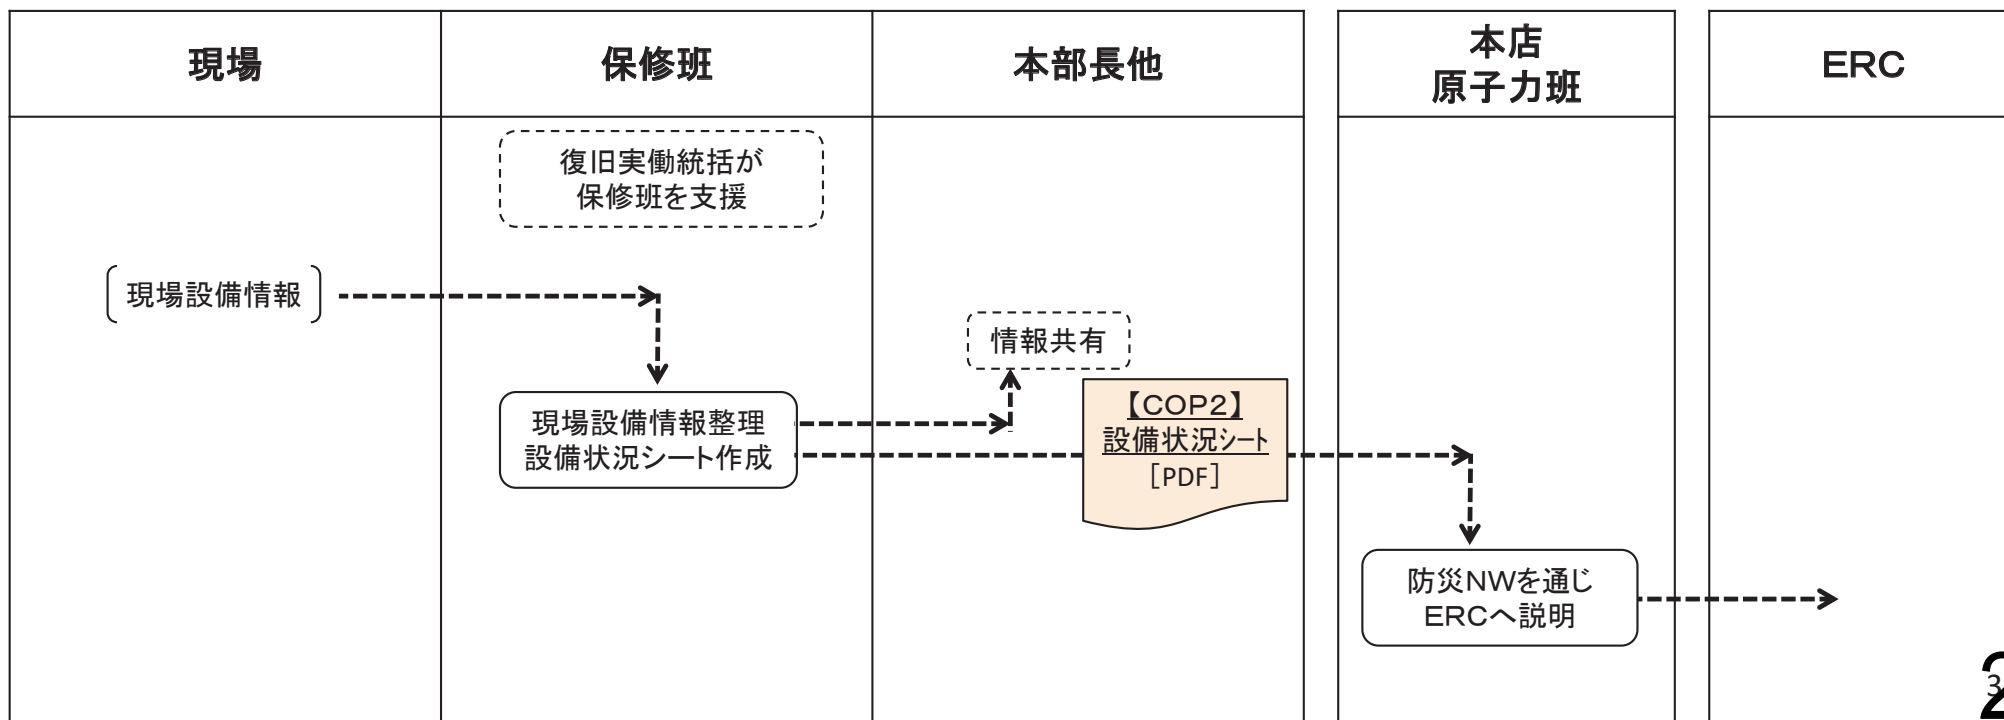 現場
保修班
本部長他
本店
原子力班
ERC
復旧実働統括が
保修班を支援
現場設備情報
情報共有
現場設備情報整理
設備状況シート作成
【COP2】
設備状況シート
[PDF]
防災NWを通じ
ERCへ説明
3
2